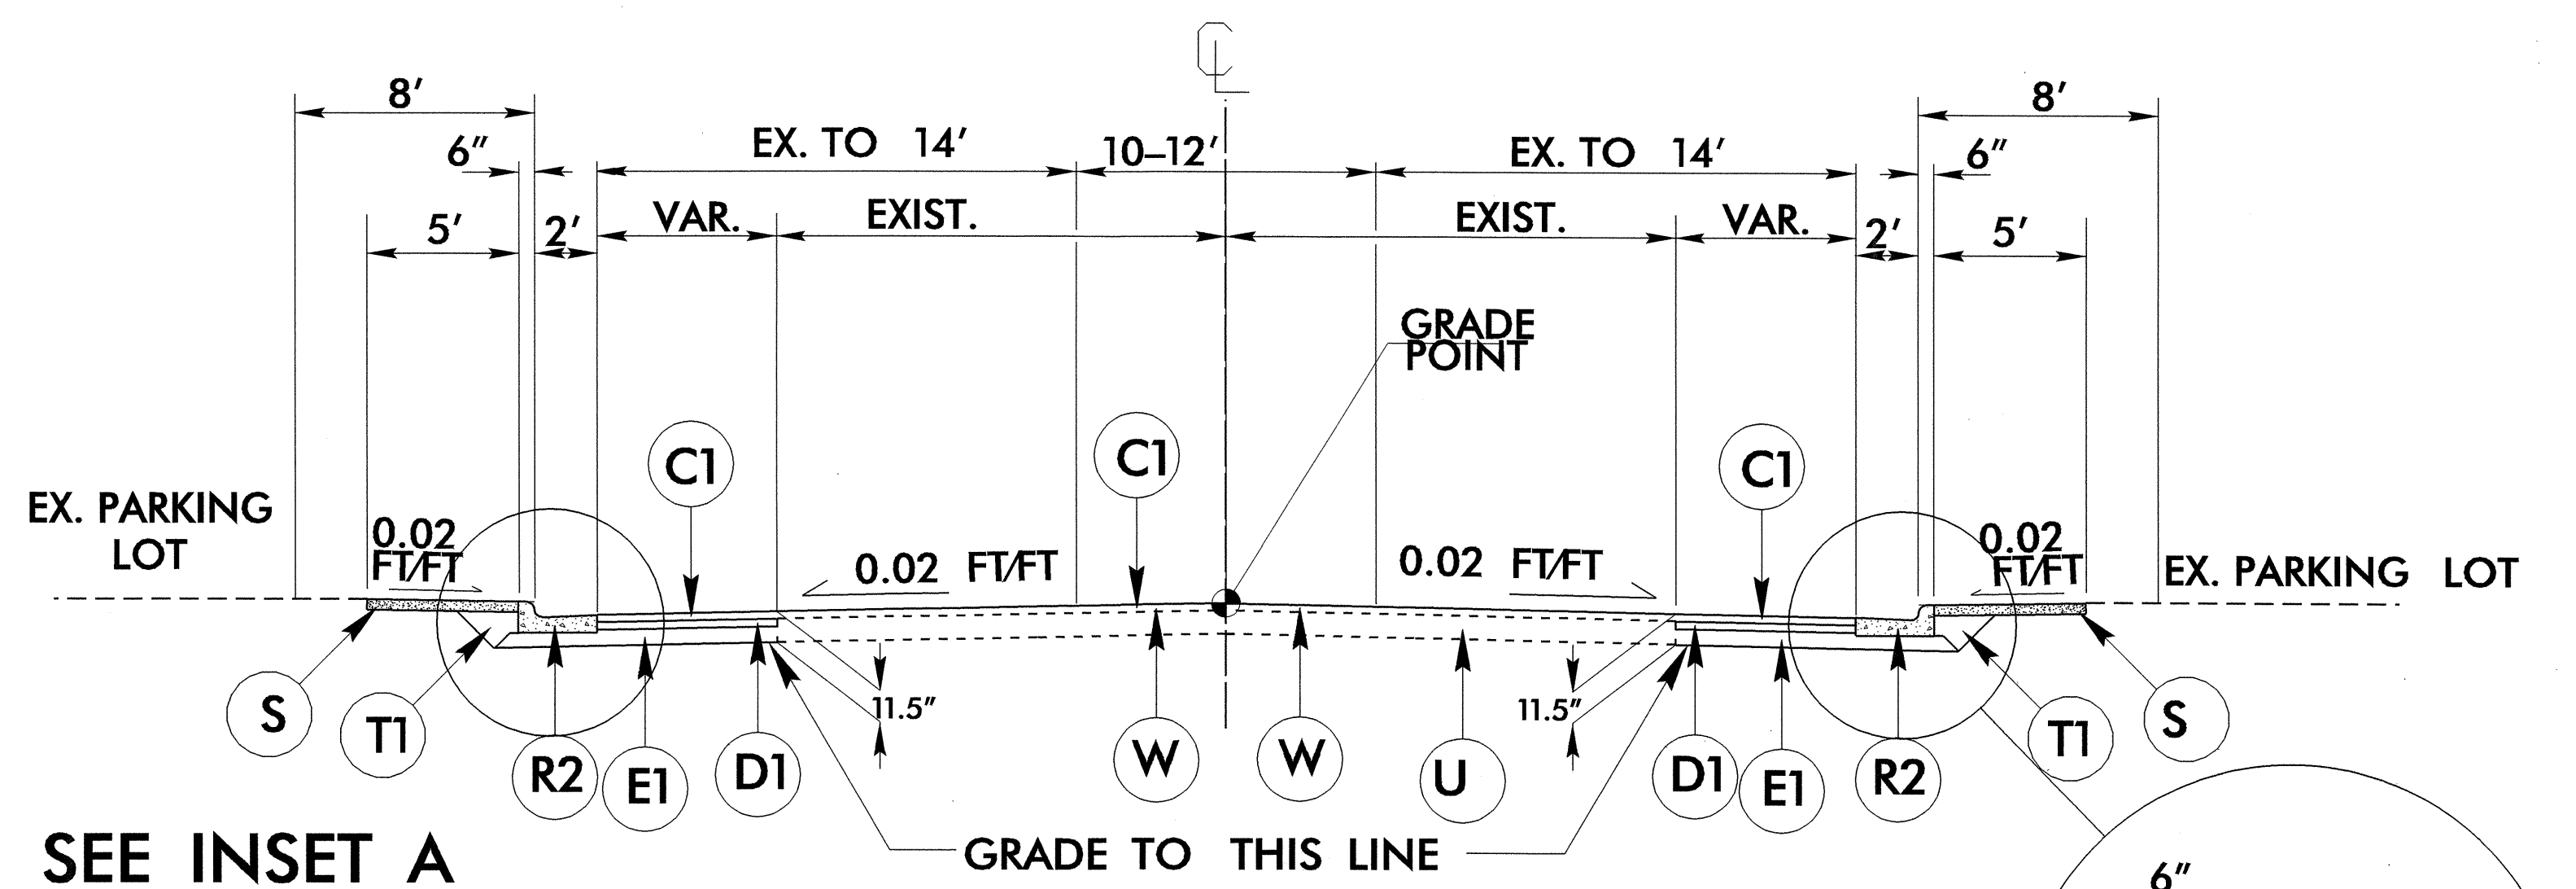 CL
8'
8'
6"
EX. TO 14'
10–12'
EX. TO 14'
6"
5'
2'
VAR.
EXIST.
EXIST.
VAR.
2'
5'
GRADE
POINT
C1
C1
C1
EX. PARKING
LOT
0.02
FT/FT
0.02 FT/FT
0.02 FT/FT
0.02
FT/FT
EX. PARKING LOT
11.5"
11.5"
S
T1
R2
E1
D1
W
W
U
D1
E1
R2
T1
S
GRADE TO THIS LINE
SEE INSET A
6"